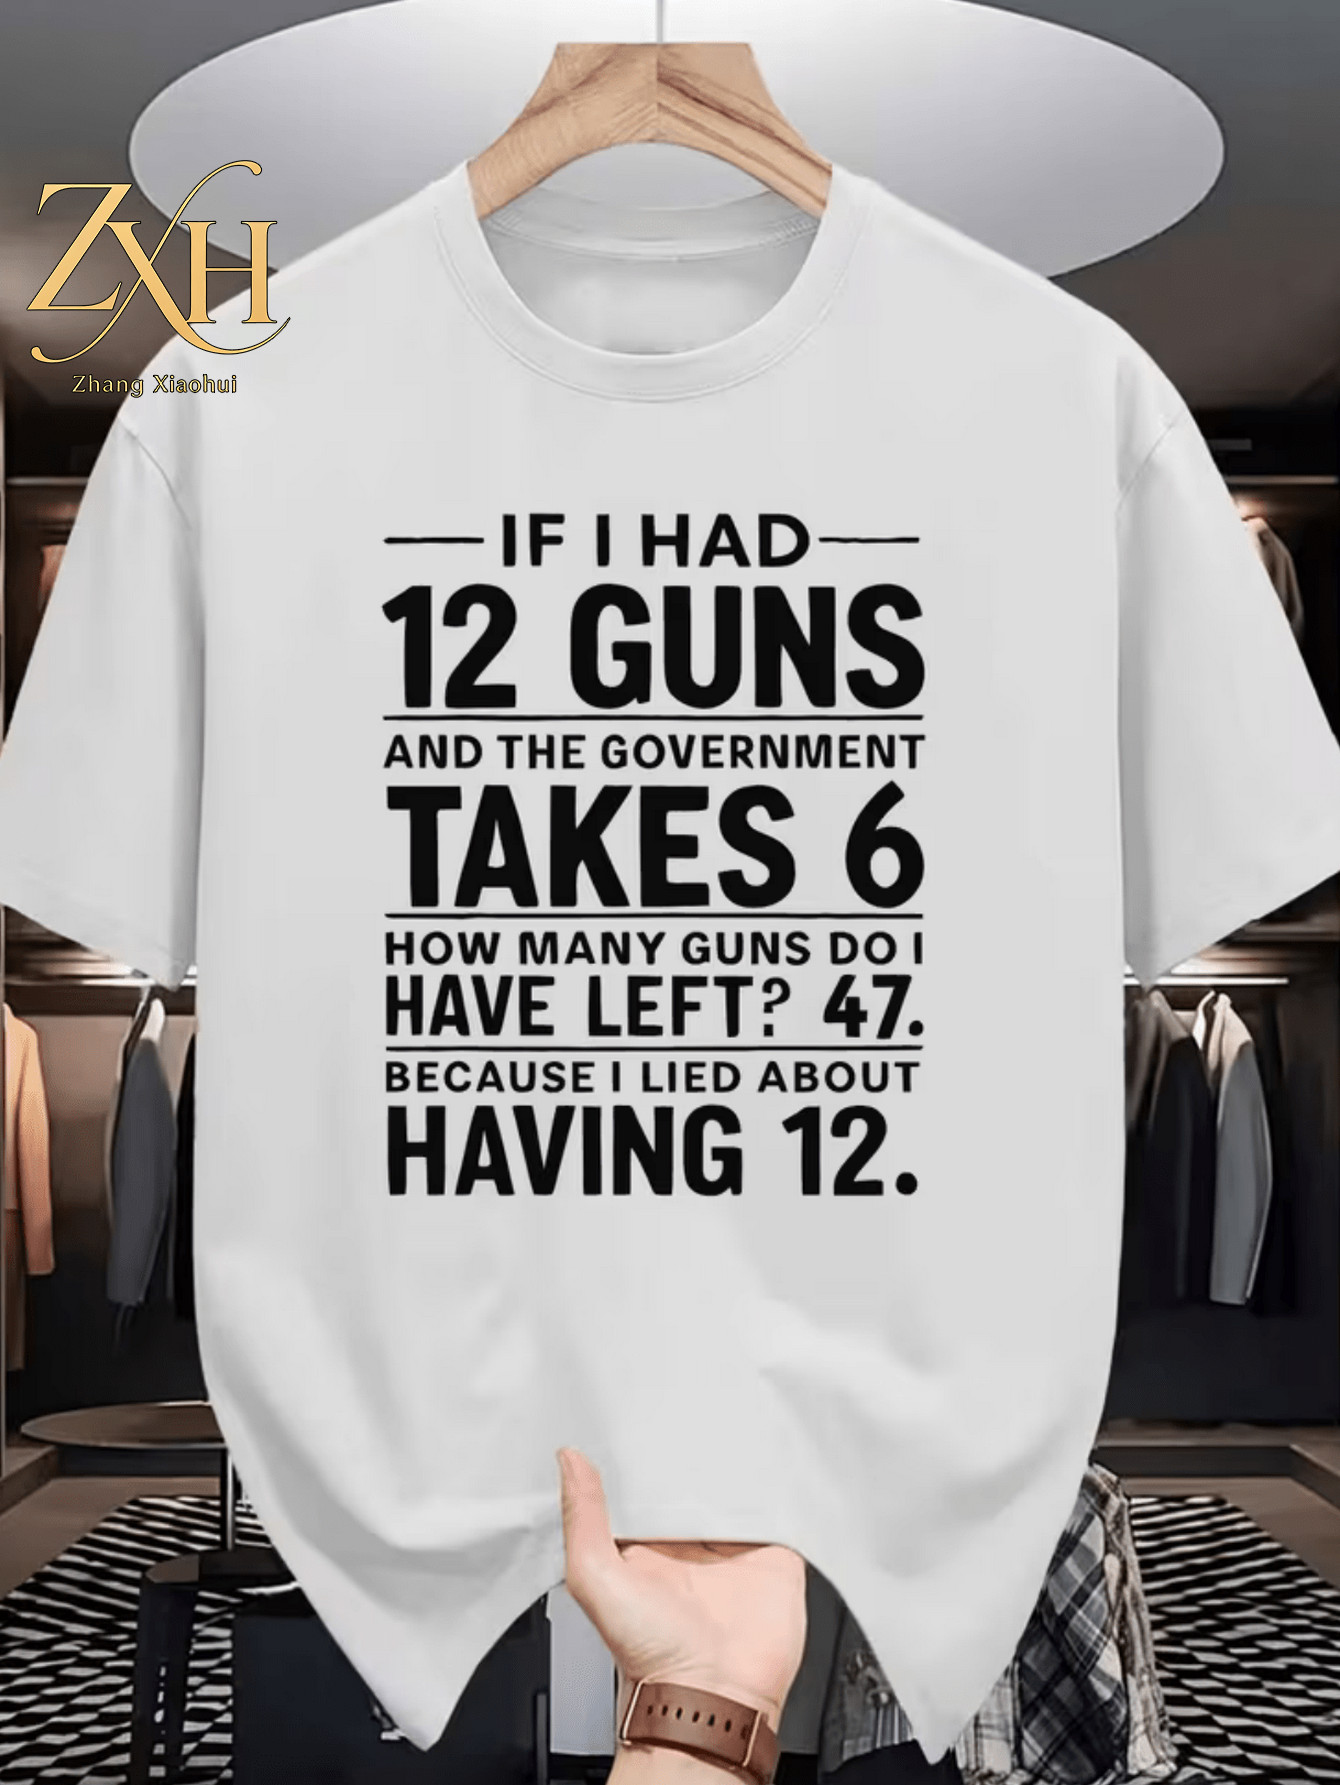 ZXH
Zhang Xiaohui
IF I HAD
12 GUNS
AND THE GOVERNMENT
TAKES 6
HOW MANY GUNS DO I
HAVE LEFT? 47.
BECAUSE I LIED ABOUT
HAVING 12.